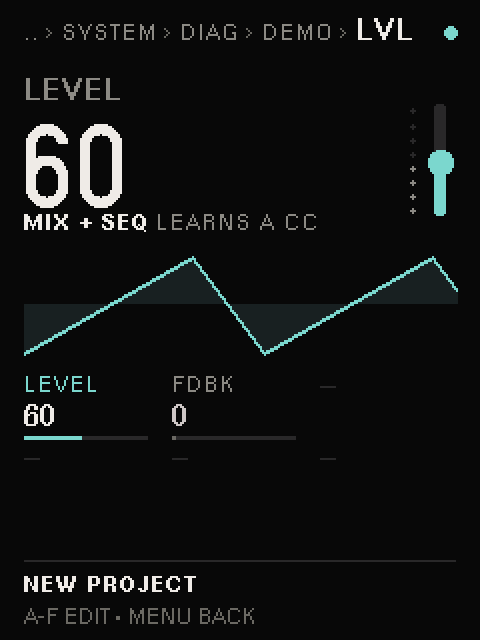 ..> SYSTEM > DIAG > DEMO > LVL
LEVEL
60
MIX + SEQ LEARNS A CC
LEVEL FDBK —
60 0
— — —
NEW PROJECT
A-F EDIT · MENU BACK